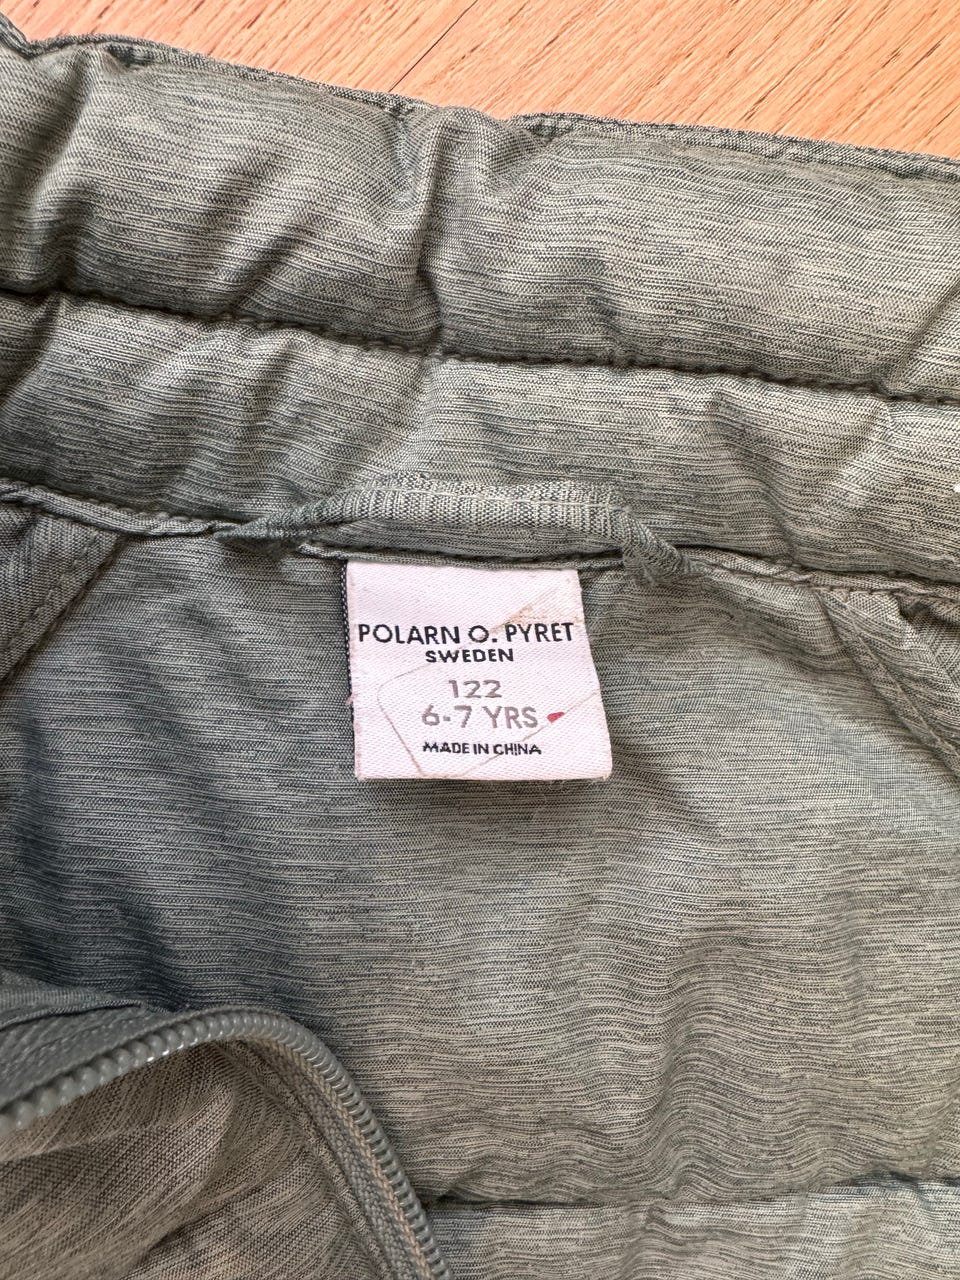 POLARN O. PYRET
SWEDEN
122
6-7 YRS
MADE IN CHINA